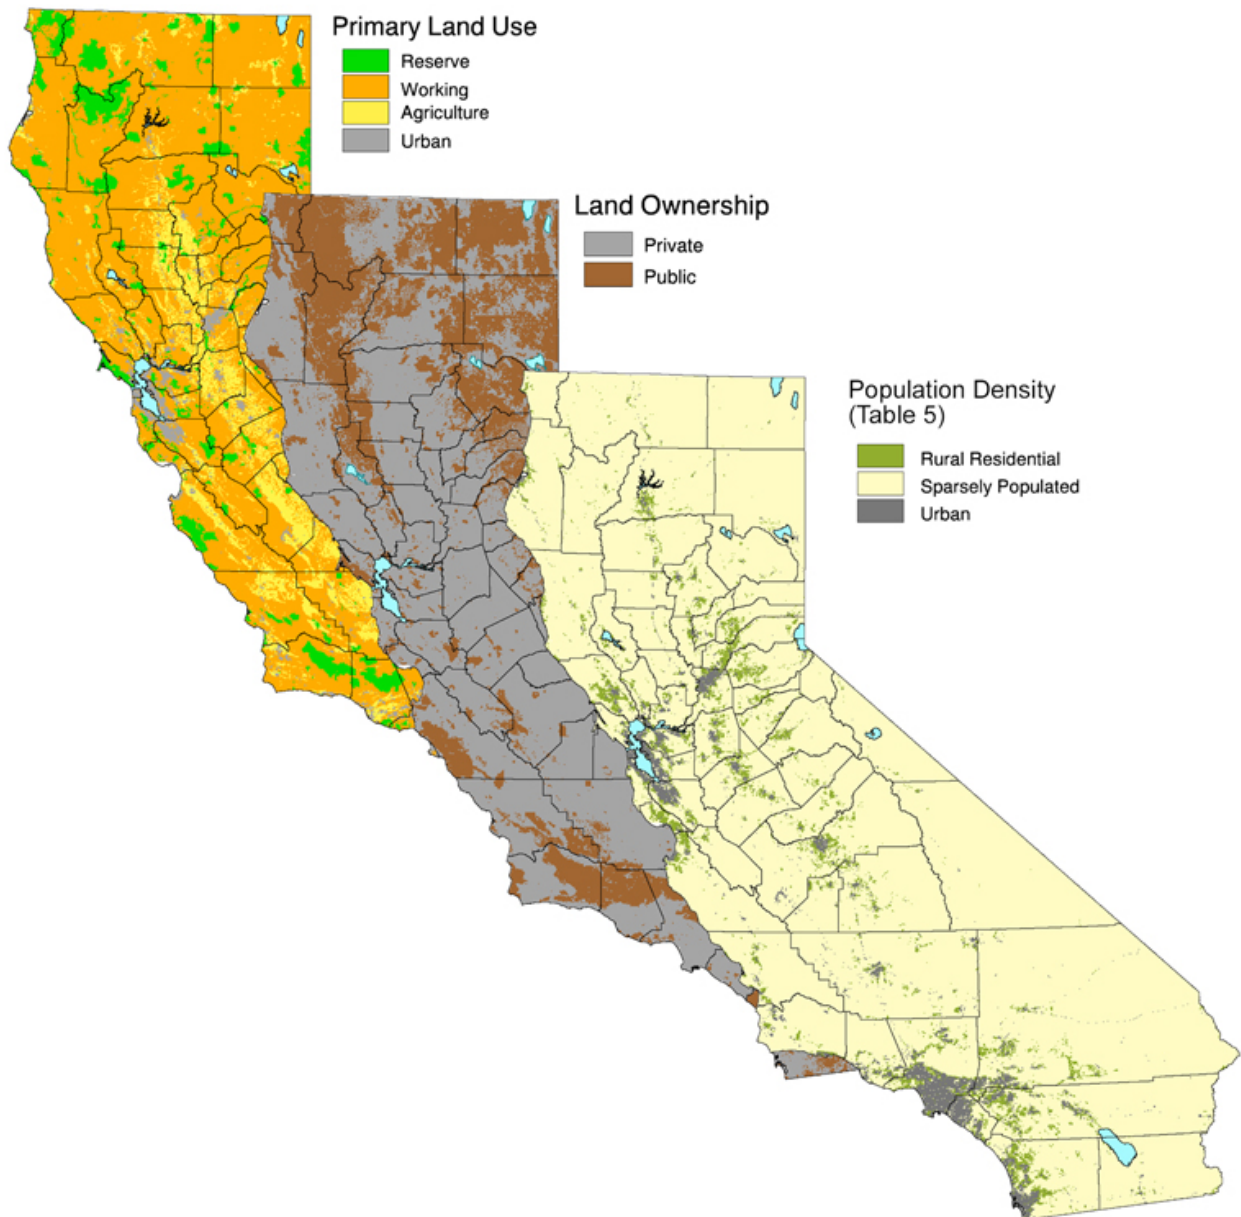 Primary Land Use
Reserve
Working
Agriculture
Urban
Land Ownership
Private
Public
Population Density
(Table 5)
Rural Residential
Sparsely Populated
Urban